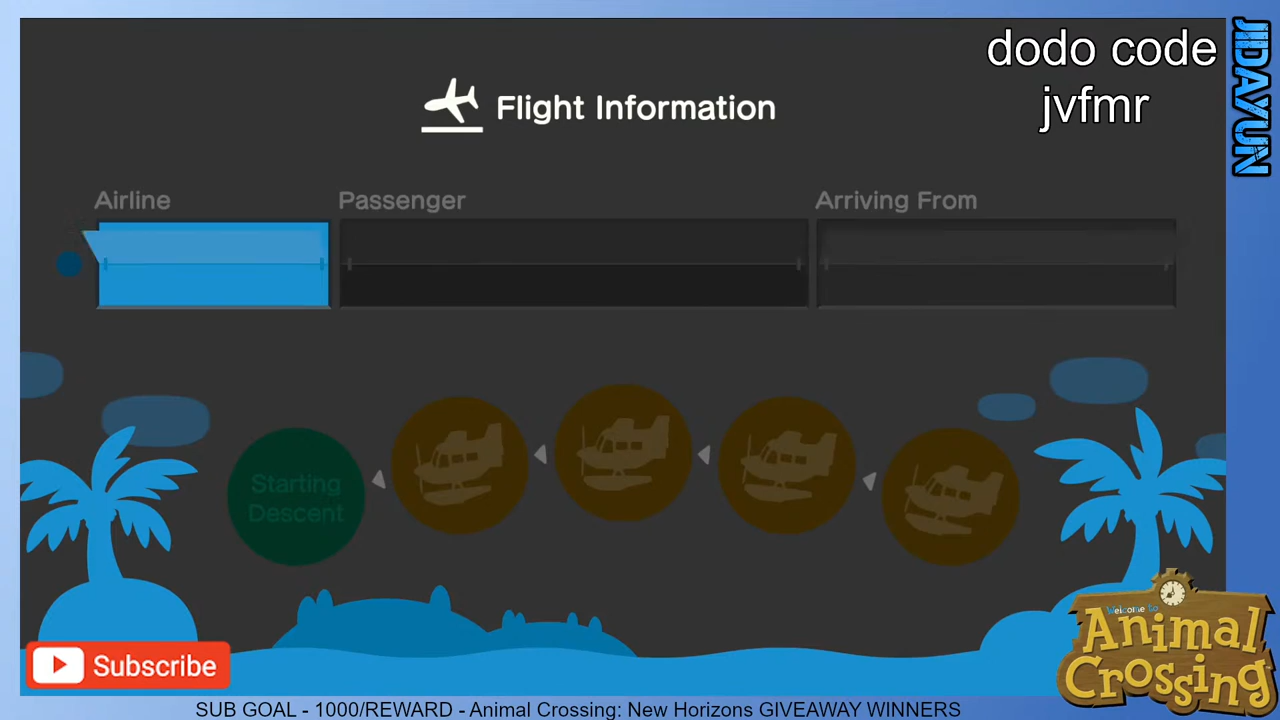 dodo code
jvfmr
JIDAVUN
Flight Information
Airline
Passenger
Arriving From
Starting
Descent
Subscribe
Welcome to
Animal
Crossing
SUB GOAL - 1000/REWARD - Animal Crossing: New Horizons GIVEAWAY WINNERS